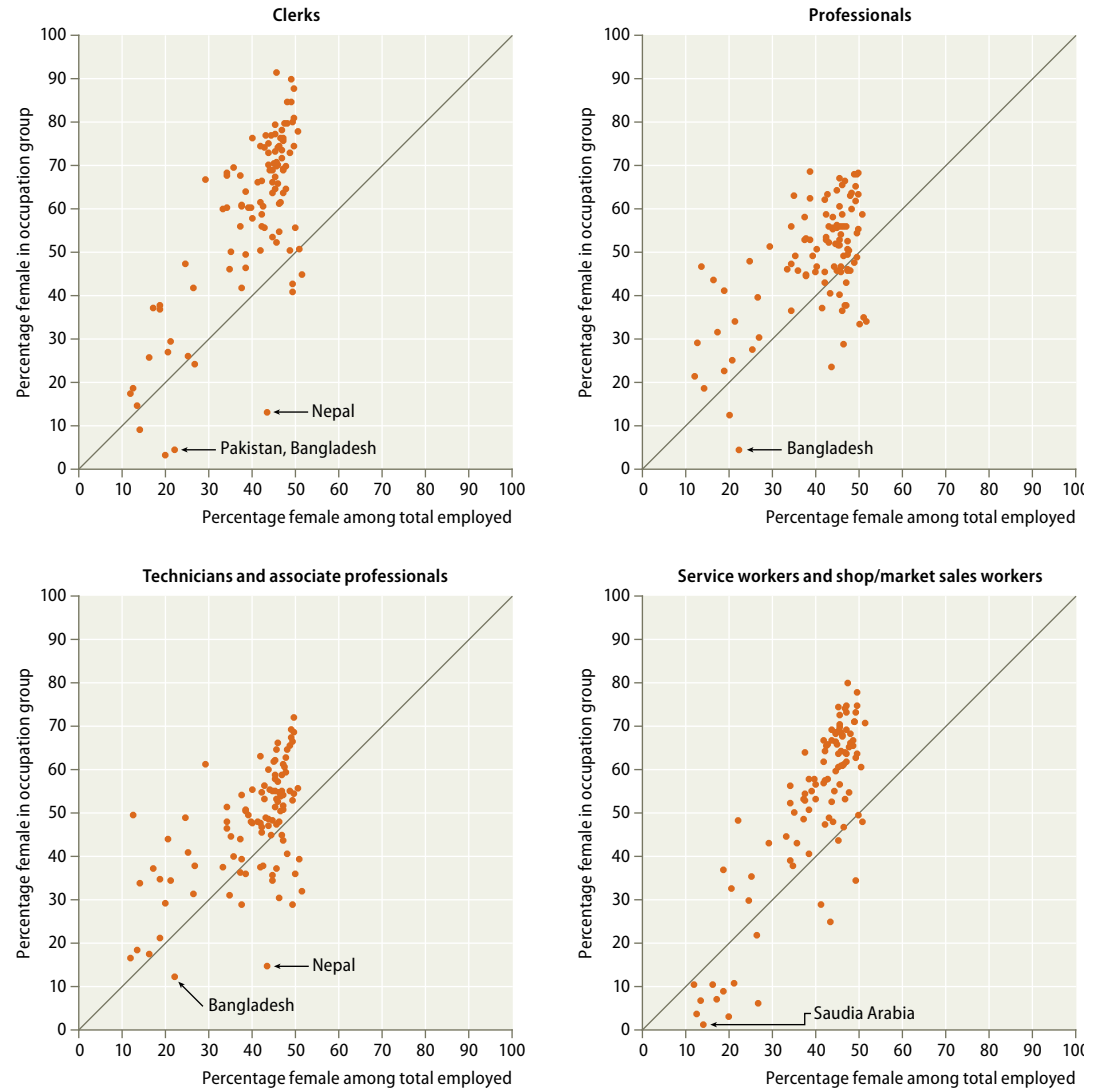 Clerks
Percentage female in occupation group
100
90
80
70
60
50
40
30
20
10
0
Nepal
Pakistan, Bangladesh
0 10 20 30 40 50 60 70 80 90 100
Percentage female among total employed
Professionals
Percentage female in occupation group
100
90
80
70
60
50
40
30
20
10
0
Bangladesh
0 10 20 30 40 50 60 70 80 90 100
Percentage female among total employed
Technicians and associate professionals
Percentage female in occupation group
100
90
80
70
60
50
40
30
20
10
0
Nepal
Bangladesh
0 10 20 30 40 50 60 70 80 90 100
Percentage female among total employed
Service workers and shop/market sales workers
Percentage female in occupation group
100
90
80
70
60
50
40
30
20
10
0
Saudia Arabia
0 10 20 30 40 50 60 70 80 90 100
Percentage female among total employed